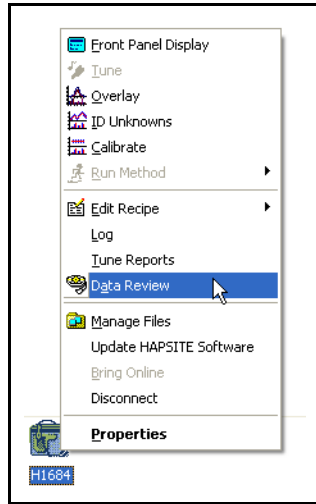 Front Panel Display
Tune
Overlay
ID Unknowns
Calibrate
Run Method
Edit Recipe
Log
Tune Reports
Data Review
Manage Files
Update HAPSITE Software
Bring Online
Disconnect
Properties
H1684